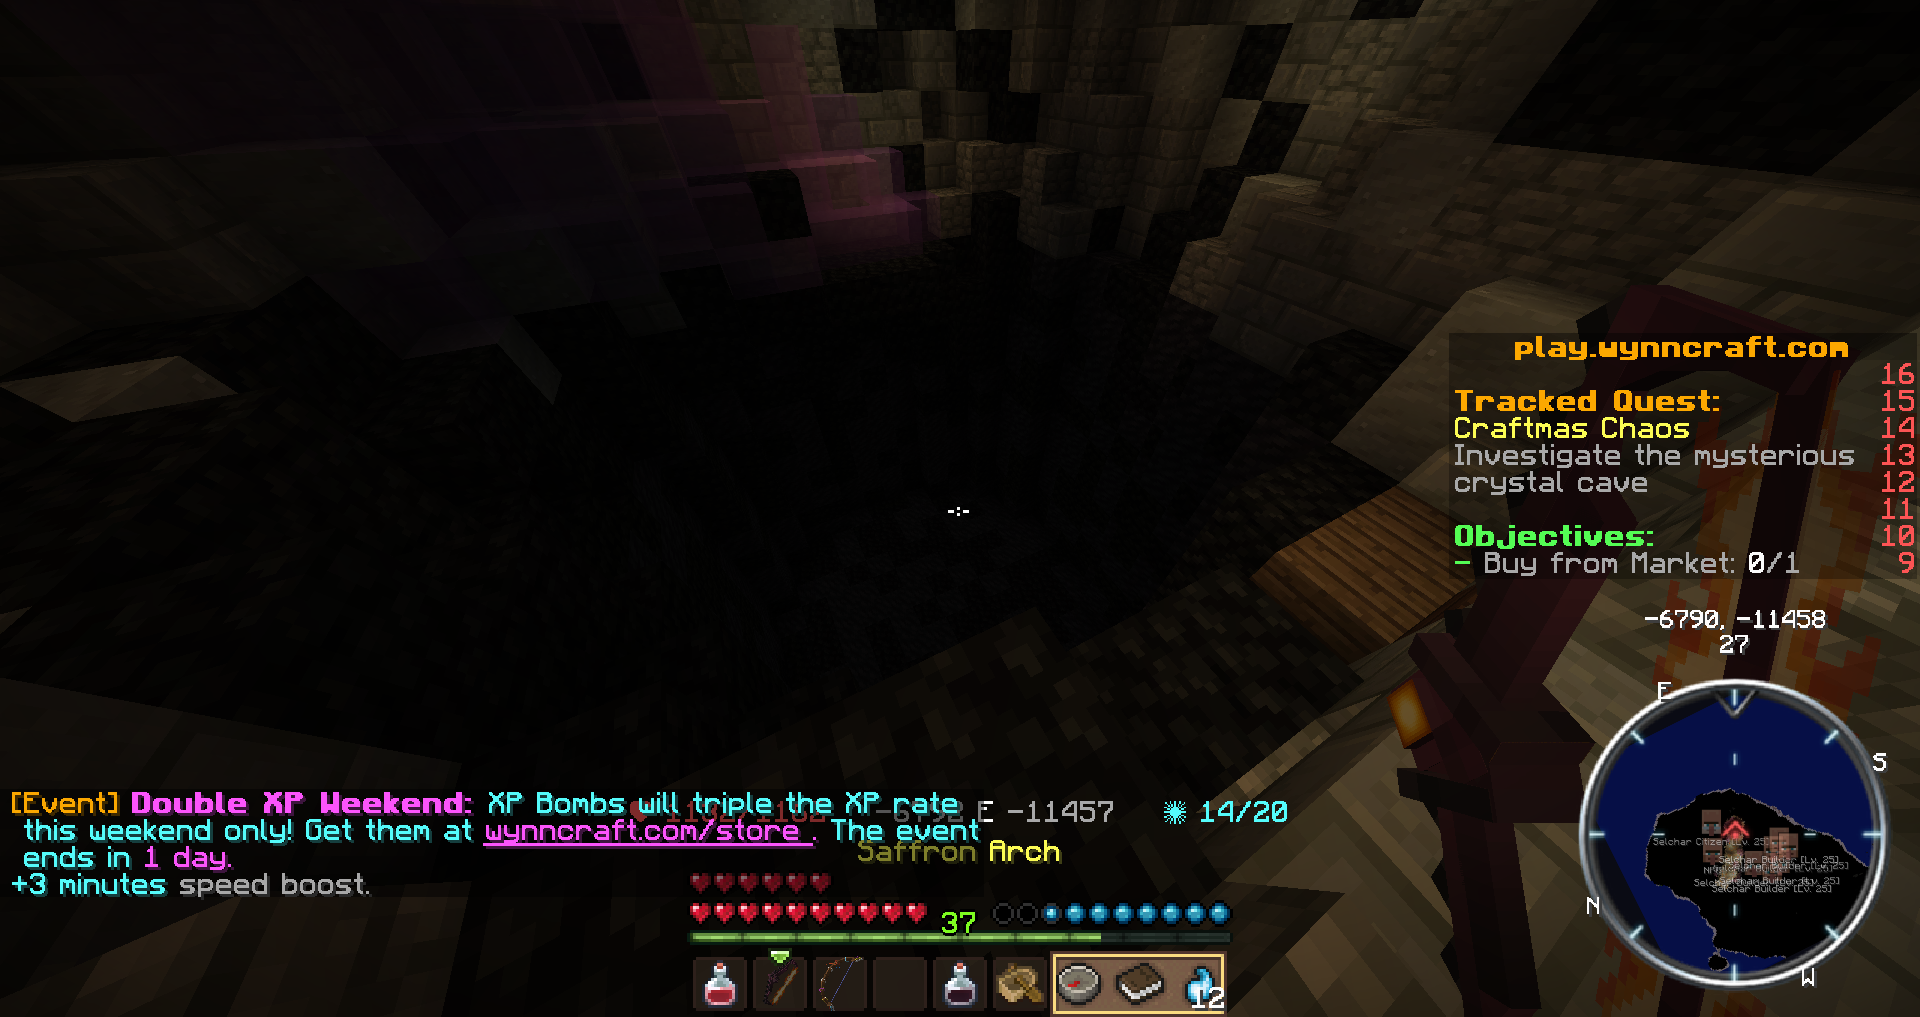 play.wynncraft.com
16
Tracked Quest: 15
Craftmas Chaos 14
Investigate the mysterious 13
crystal cave 12
11
Objectives: 10
- Buy from Market: 0/1 9
-6790, -11458
27
E
S
N
W
Selchar Citizen [Lv. 25]
Selchar Builder [Lv. 25]
Selchar Builder [Lv. 25]
Selchar Builder [Lv. 25]
[Event] Double XP Weekend: XP Bombs will triple the XP rate
this weekend only! Get them at wynncraft.com/store . The event
ends in 1 day.
+3 minutes speed boost.
-6792 E -11457
14/20
Saffron Arch
37
12